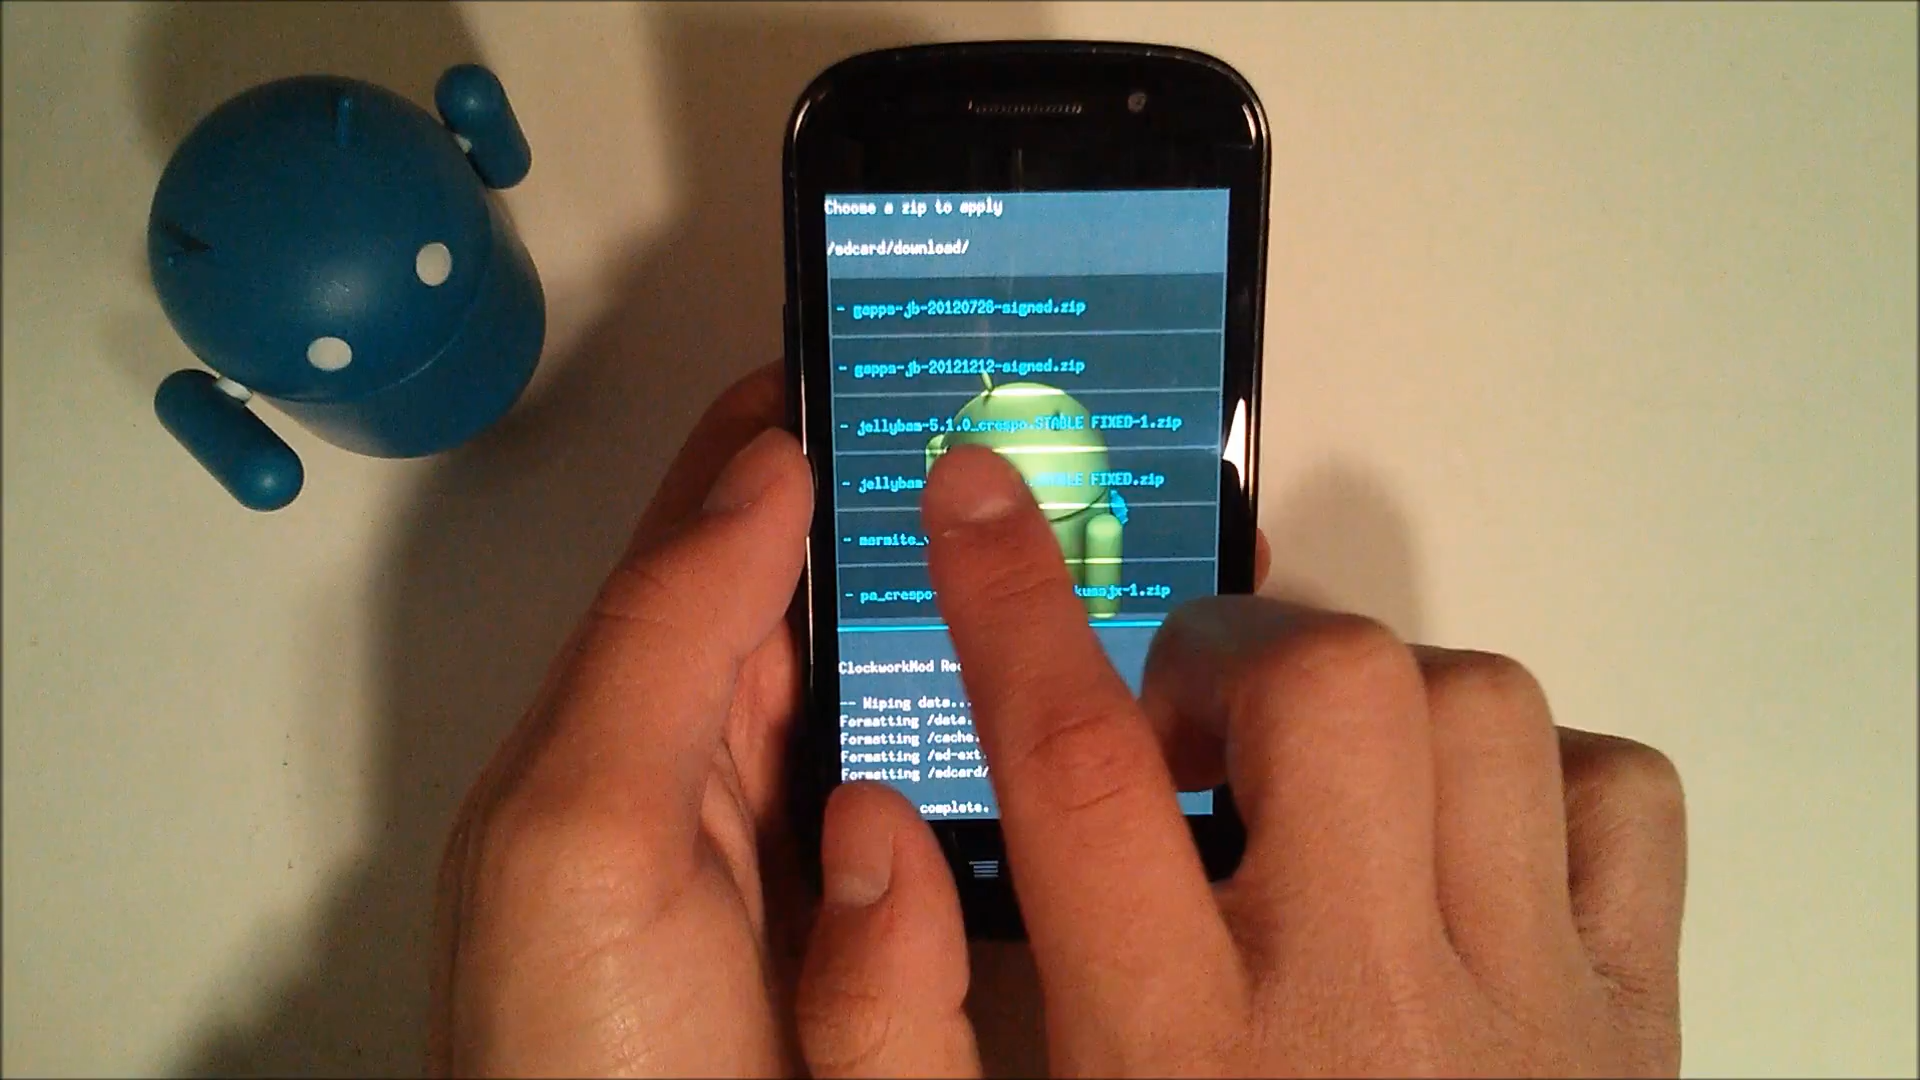 Choose a zip to apply
/sdcard/download/
- gapps-jb-20120726-signed.zip
- gapps-jb-20121212-signed.zip
- jellybam-5.1.0_crespo.STABLE FIXED-1.zip
- jellybam- FIXED.zip
- marmite_
- pa_crespo- -1.zip
ClockworkMod Rec
-- Wiping data...
Formatting /data.
Formatting /cache.
Formatting /sd-ext
Formatting /sdcard/
complete.